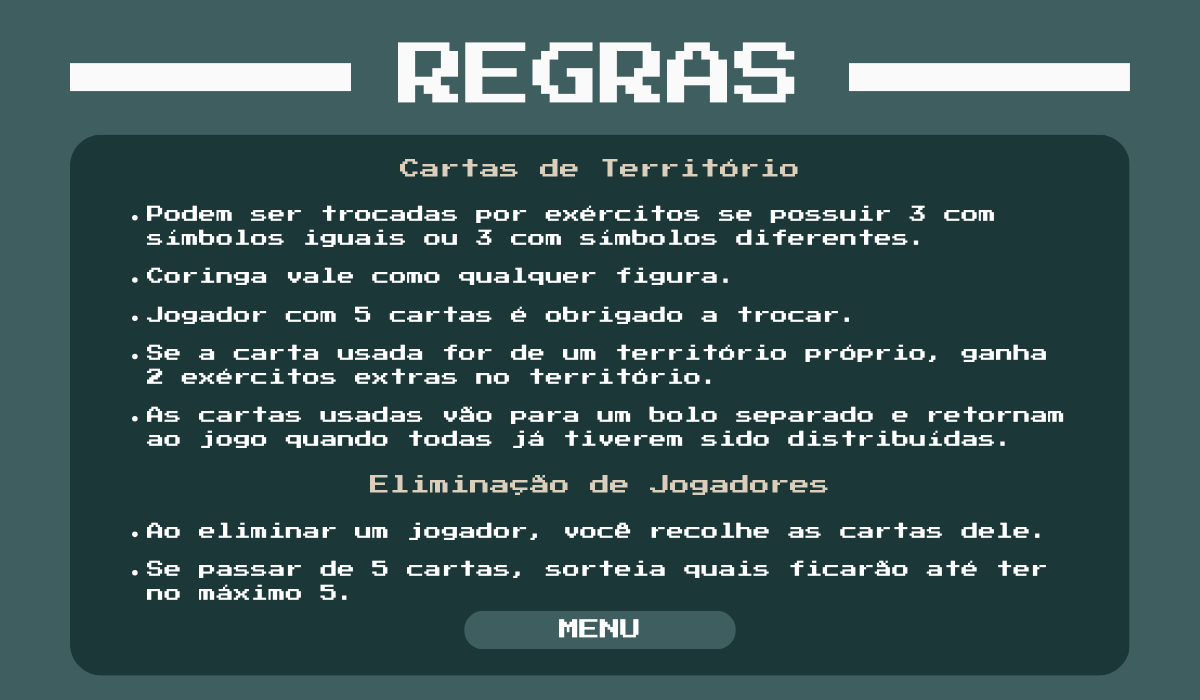 REGRAS
Cartas de Território
.Podem ser trocadas por exércitos se possuir 3 com
símbolos iguais ou 3 com símbolos diferentes.
.Coringa vale como qualquer figura.
.Jogador com 5 cartas é obrigado a trocar.
.Se a carta usada for de um território próprio, ganha
2 exércitos extras no território.
.As cartas usadas vão para um bolo separado e retornam
ao jogo quando todas já tiverem sido distribuídas.
Eliminação de Jogadores
.Ao eliminar um jogador, você recolhe as cartas dele.
.Se passar de 5 cartas, sorteia quais ficarão até ter
no máximo 5.
MENU